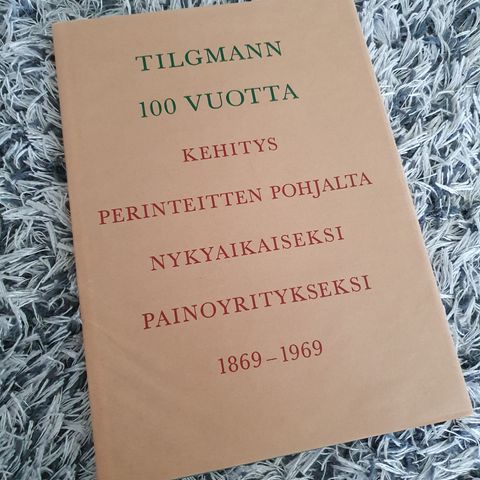 TILGMANN
100 VUOTTA
KEHITYS
PERINTEITTEN POHJALTA
NYKYAIKAISEKSI
PAINOYRITYKSEKSI
1869–1969